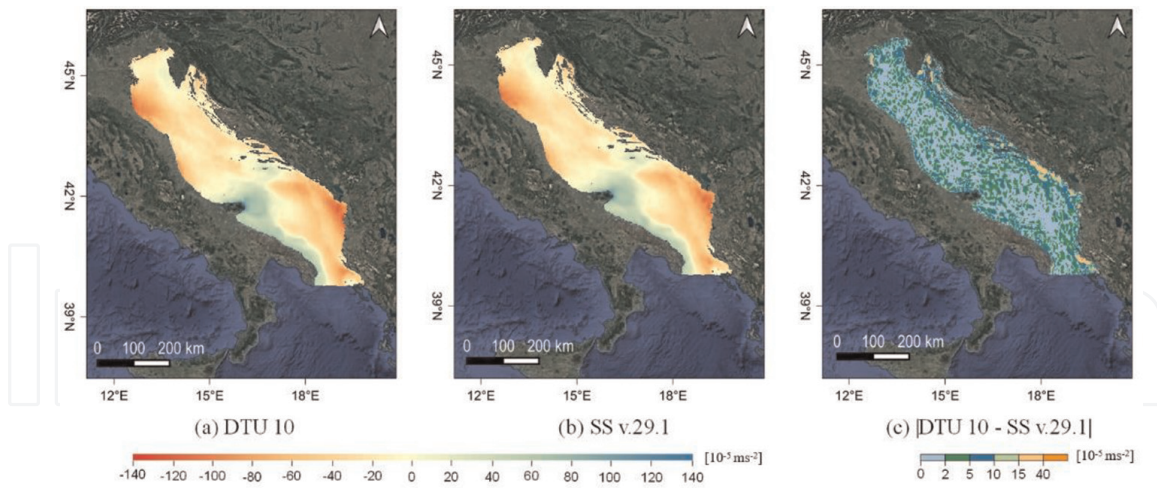 45°N
42°N
39°N
0 100 200 km
12°E 15°E 18°E
(a) DTU 10
45°N
42°N
39°N
0 100 200 km
12°E 15°E 18°E
(b) SS v.29.1
45°N
42°N
39°N
0 100 200 km
12°E 15°E 18°E
(c) |DTU 10 - SS v.29.1|
-140 -120 -100 -80 -60 -40 -20 0 20 40 60 80 100 120 140
[10⁻⁵ ms⁻²]
0 2 5 10 15 40
[10⁻⁵ ms⁻²]